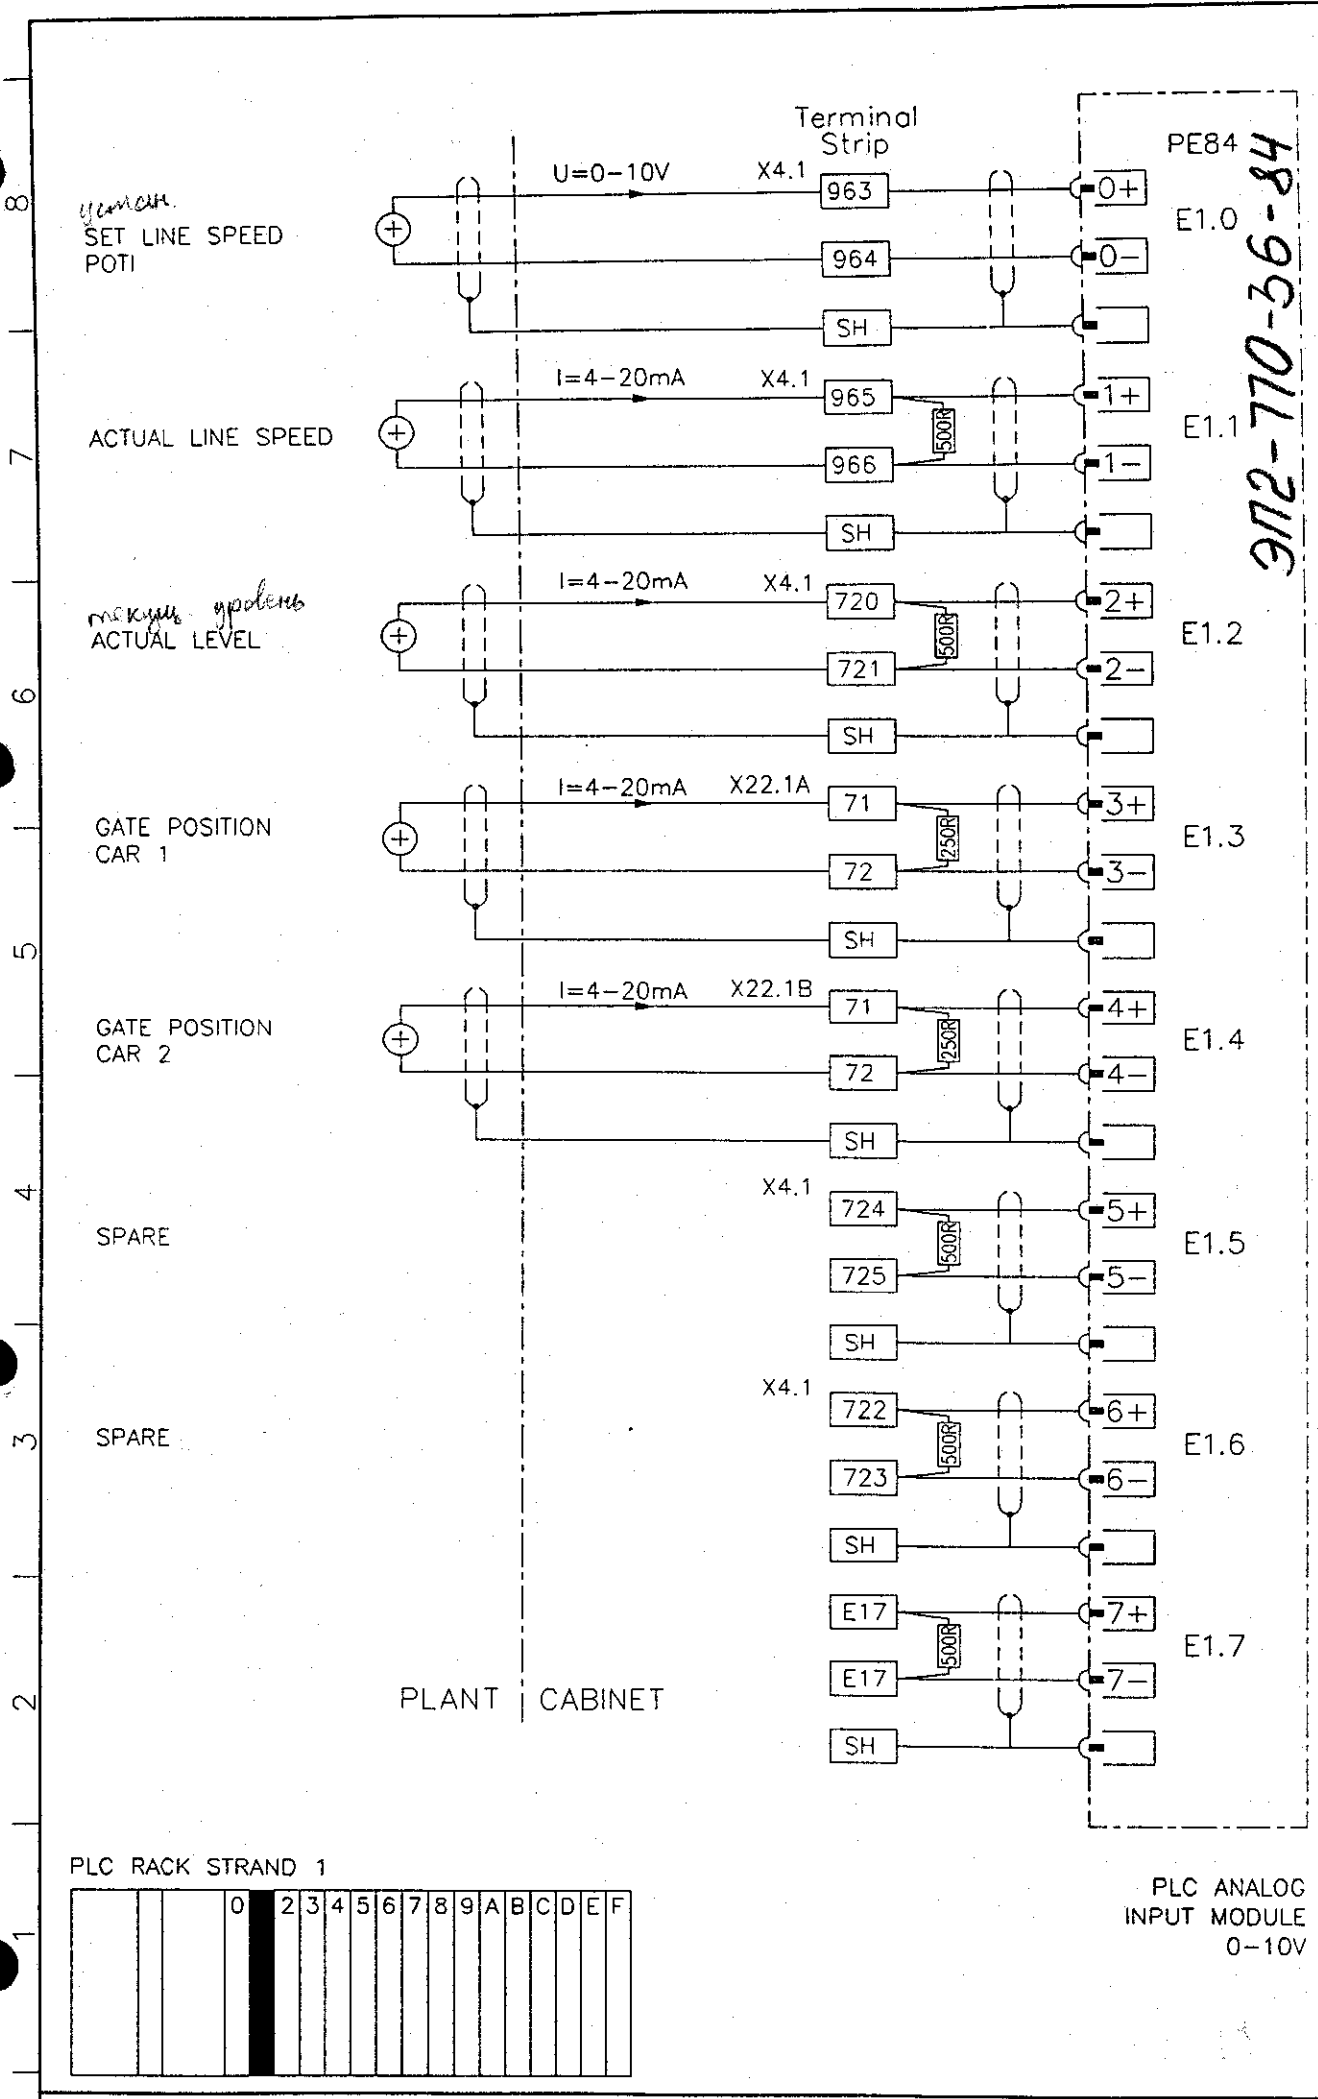 Terminal
Strip
PE84
ЭП2-770-36-84
8
устан.
SET LINE SPEED
POTI
U=0-10V
X4.1
963
0+
E1.0
964
0-
SH
ACTUAL LINE SPEED
I=4-20mA
X4.1
965
500R
1+
E1.1
7
966
1-
SH
текущ. уровень
ACTUAL LEVEL
I=4-20mA
X4.1
720
500R
2+
E1.2
721
2-
6
SH
GATE POSITION
CAR 1
I=4-20mA
X22.1A
71
250R
3+
E1.3
72
3-
5
SH
GATE POSITION
CAR 2
I=4-20mA
X22.1B
71
250R
4+
E1.4
72
4-
SH
4
SPARE
X4.1
724
500R
5+
E1.5
725
5-
SH
SPARE
X4.1
722
500R
6+
E1.6
3
723
6-
SH
E17
500R
7+
E1.7
E17
7-
2
PLANT
CABINET
SH
PLC RACK STRAND 1
0 2 3 4 5 6 7 8 9 A B C D E F
1
PLC ANALOG
INPUT MODULE
0-10V